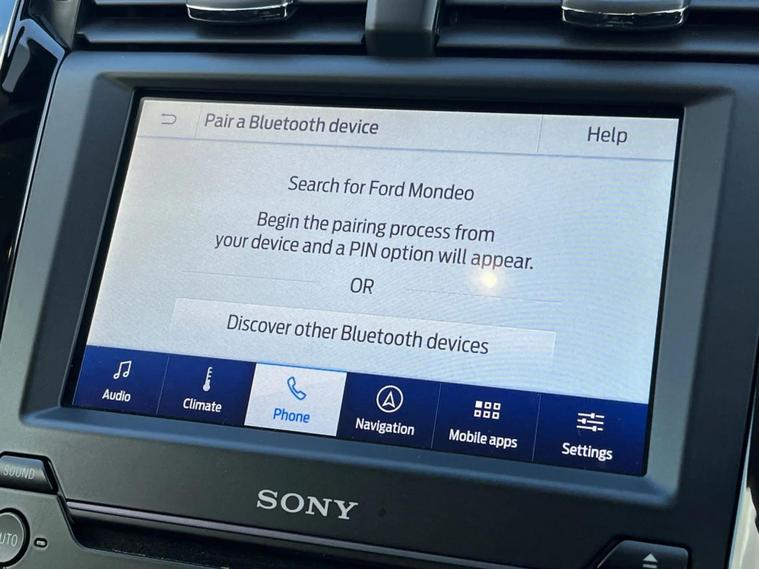 Pair a Bluetooth device
Help
Search for Ford Mondeo
Begin the pairing process from
your device and a PIN option will appear.
OR
Discover other Bluetooth devices
Audio
Climate
Phone
Navigation
Mobile apps
Settings
SOUND
SONY
AUTO